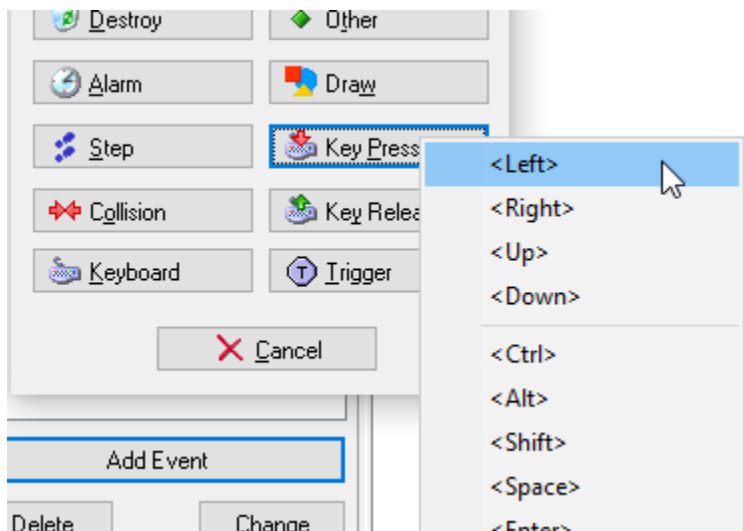 Destroy
Other
Alarm
Draw
Step
Key Press
Collision
Key Relea
Keyboard
T
Trigger
Cancel
<Left>
<Right>
<Up>
<Down>
<Ctrl>
<Alt>
<Shift>
<Space>
<Enter>
Add Event
Delete
Change